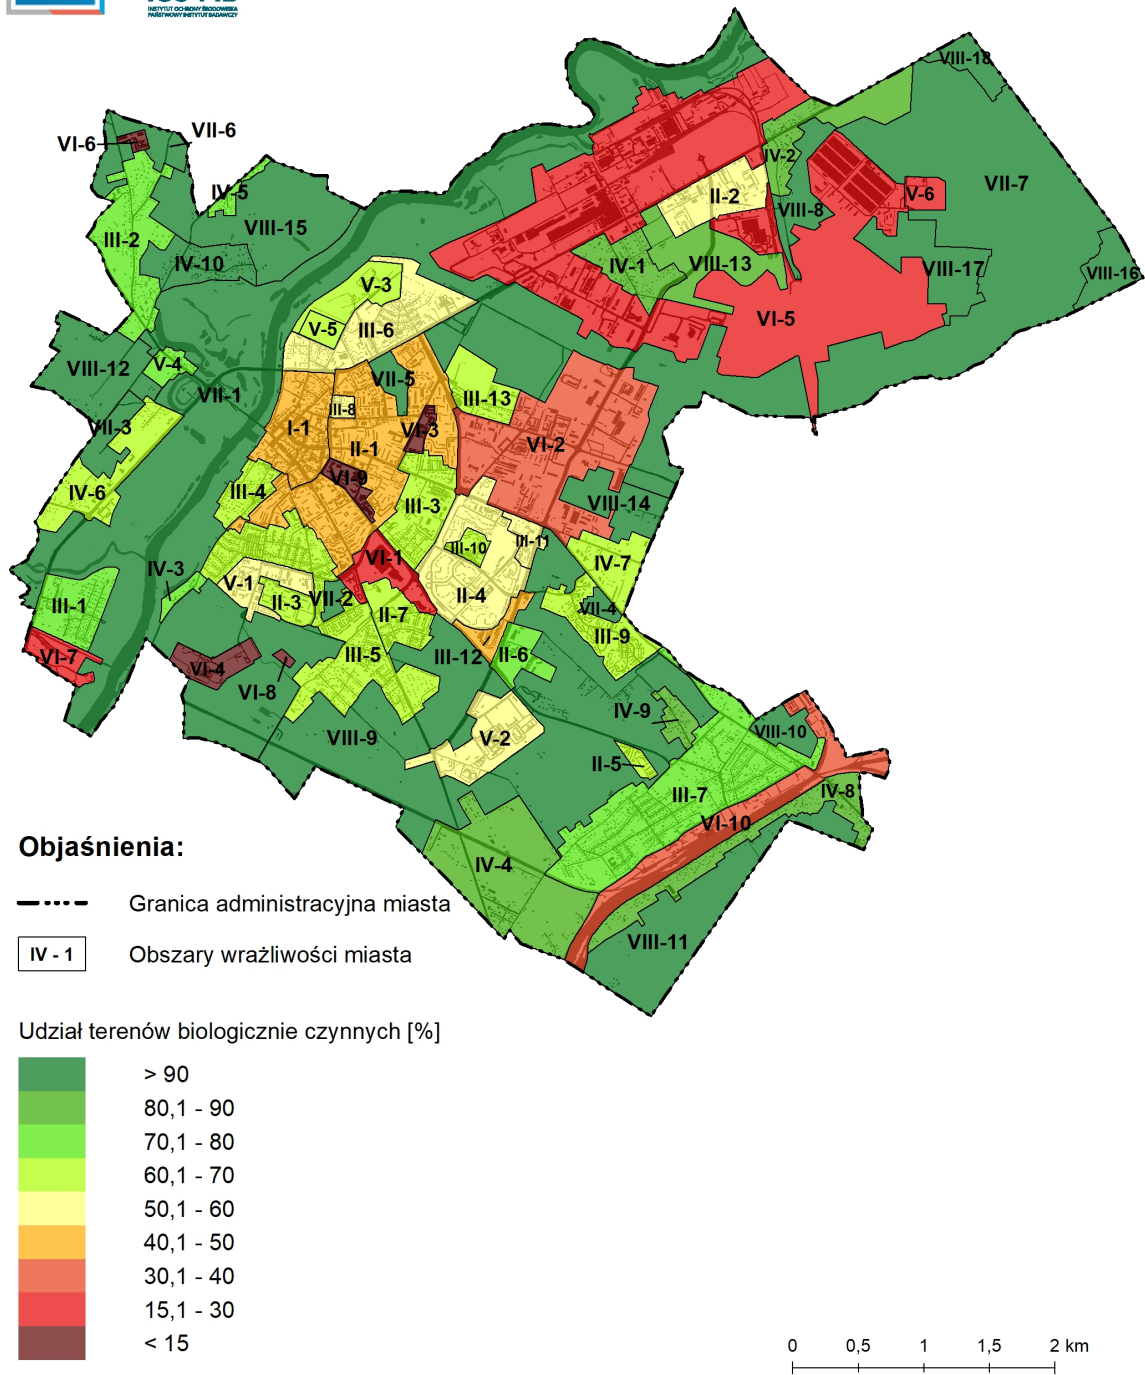 INSTYTUT OCHRONY ŚRODOWISKA
PAŃSTWOWY INSTYTUT BADAWCZY
VIII-18
VI-6
VII-6
IV-2
VII-7
IV-5
II-2
V-6
VIII-8
VIII-15
III-2
IV-10
IV-1
VIII-13
VIII-17
VIII-16
V-3
VI-5
V-5
III-6
VIII-12
V-4
VII-5
VII-1
III-13
III-8
VII-3
I-1
VI-3
II-1
VI-2
VI-9
IV-6
III-4
III-3
VIII-14
III-11
III-10
VI-1
IV-7
IV-3
V-1
II-3
VII-2
II-4
III-1
II-7
VII-4
III-9
VI-7
VI-4
III-5
III-12
II-6
VI-8
IV-9
VIII-9
V-2
VIII-10
II-5
III-7
IV-8
VI-10
IV-4
VIII-11
Objaśnienia:
Granica administracyjna miasta
IV - 1
Obszary wrażliwości miasta
Udział terenów biologicznie czynnych [%]
> 90
80,1 - 90
70,1 - 80
60,1 - 70
50,1 - 60
40,1 - 50
30,1 - 40
15,1 - 30
< 15
0 0,5 1 1,5 2 km